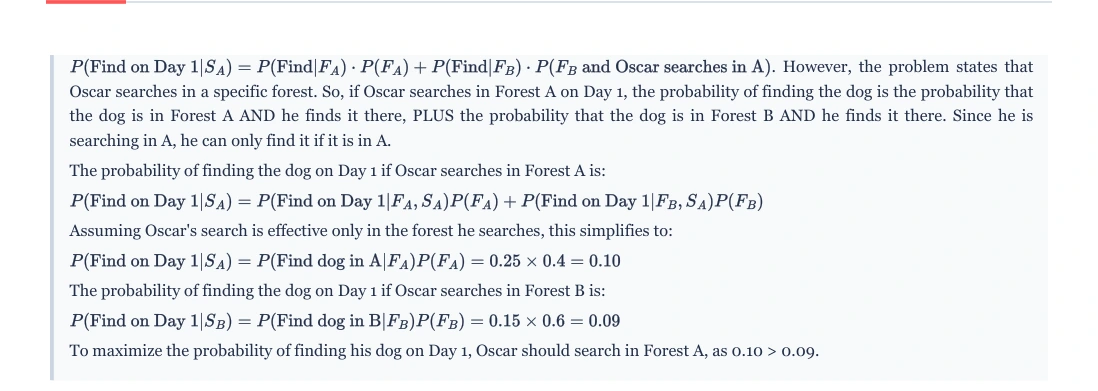 P(Find on Day 1|S_A) = P(Find|F_A) · P(F_A) + P(Find|F_B) · P(F_B and Oscar searches in A). However, the problem states that
Oscar searches in a specific forest. So, if Oscar searches in Forest A on Day 1, the probability of finding the dog is the probability that
the dog is in Forest A AND he finds it there, PLUS the probability that the dog is in Forest B AND he finds it there. Since he is
searching in A, he can only find it if it is in A.
The probability of finding the dog on Day 1 if Oscar searches in Forest A is:
P(Find on Day 1|S_A) = P(Find on Day 1|F_A, S_A)P(F_A) + P(Find on Day 1|F_B, S_A)P(F_B)
Assuming Oscar's search is effective only in the forest he searches, this simplifies to:
P(Find on Day 1|S_A) = P(Find dog in A|F_A)P(F_A) = 0.25 × 0.4 = 0.10
The probability of finding the dog on Day 1 if Oscar searches in Forest B is:
P(Find on Day 1|S_B) = P(Find dog in B|F_B)P(F_B) = 0.15 × 0.6 = 0.09
To maximize the probability of finding his dog on Day 1, Oscar should search in Forest A, as 0.10 > 0.09.